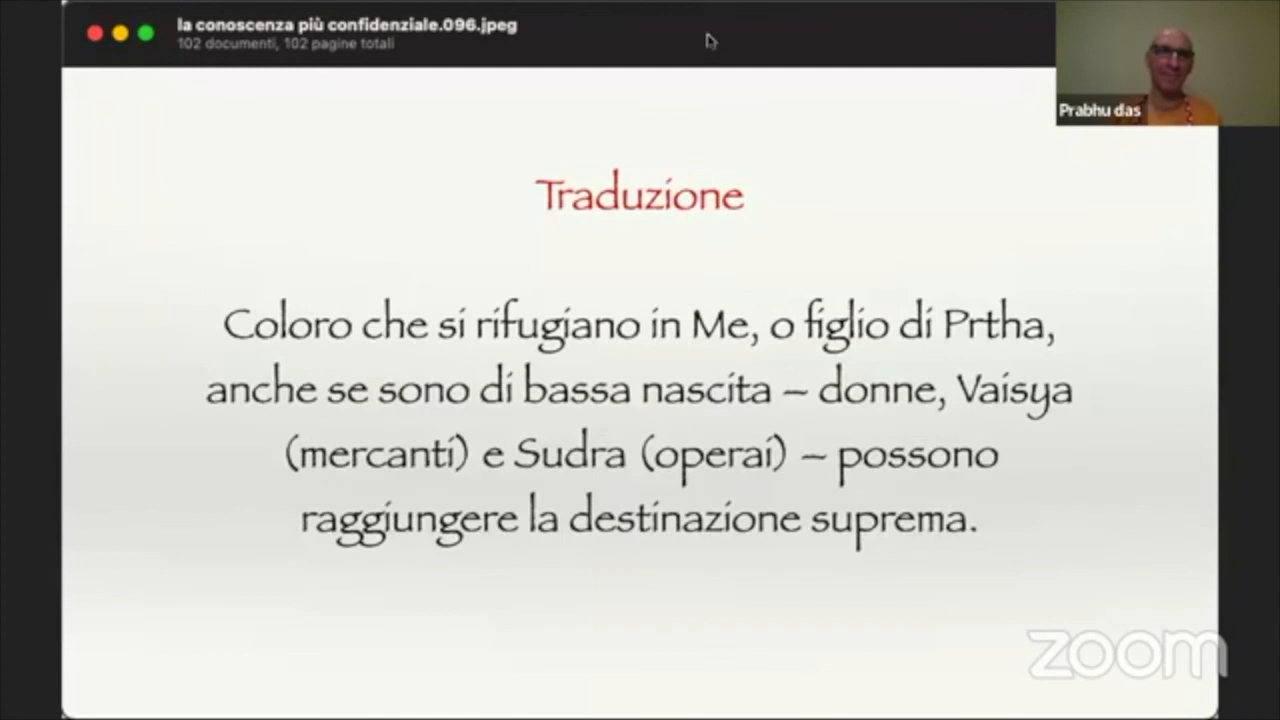 la conoscenza più confidenziale.096.jpeg
102 documenti, 102 pagine totali
Prabhu das
Traduzione
Coloro che si rifugiano in Me, o figlio di Prtha,
anche se sono di bassa nascita – donne, Vaisya
(mercanti) e Sudra (operai) – possono
raggiungere la destinazione suprema.
zoom